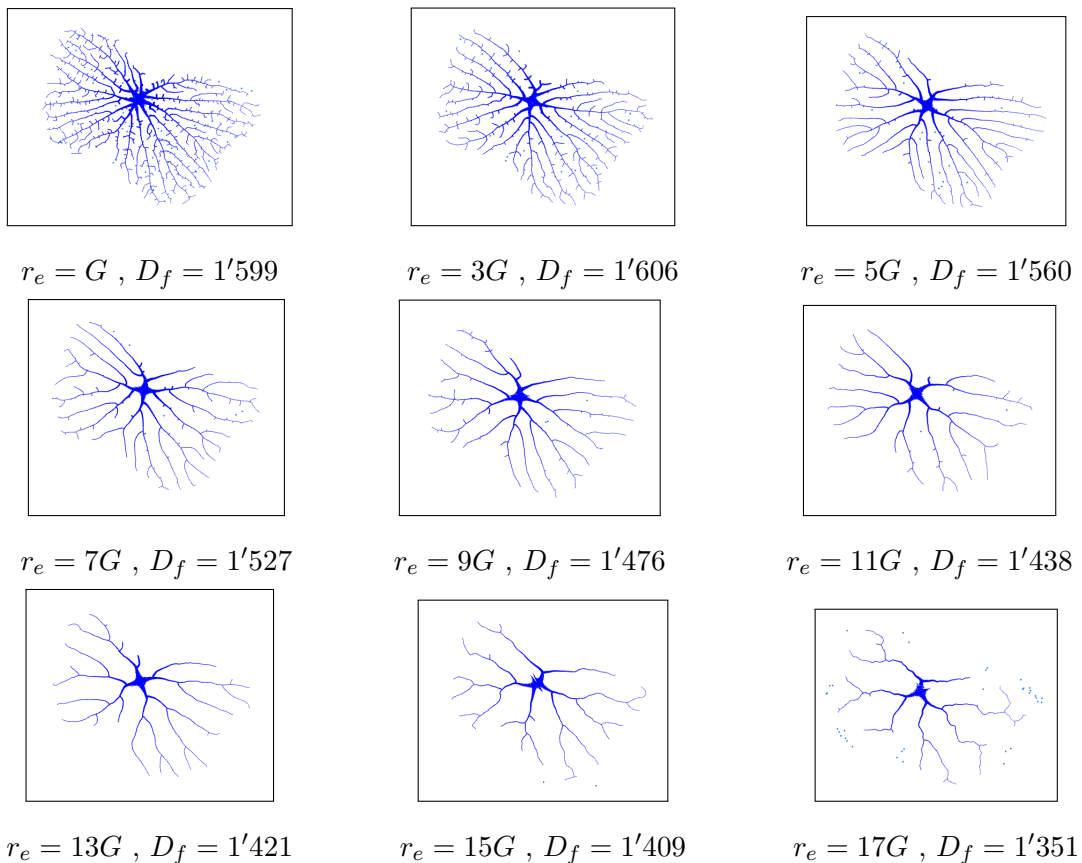 r_e = G , D_f = 1'599
r_e = 3G , D_f = 1'606
r_e = 5G , D_f = 1'560
r_e = 7G , D_f = 1'527
r_e = 9G , D_f = 1'476
r_e = 11G , D_f = 1'438
r_e = 13G , D_f = 1'421
r_e = 15G , D_f = 1'409
r_e = 17G , D_f = 1'351